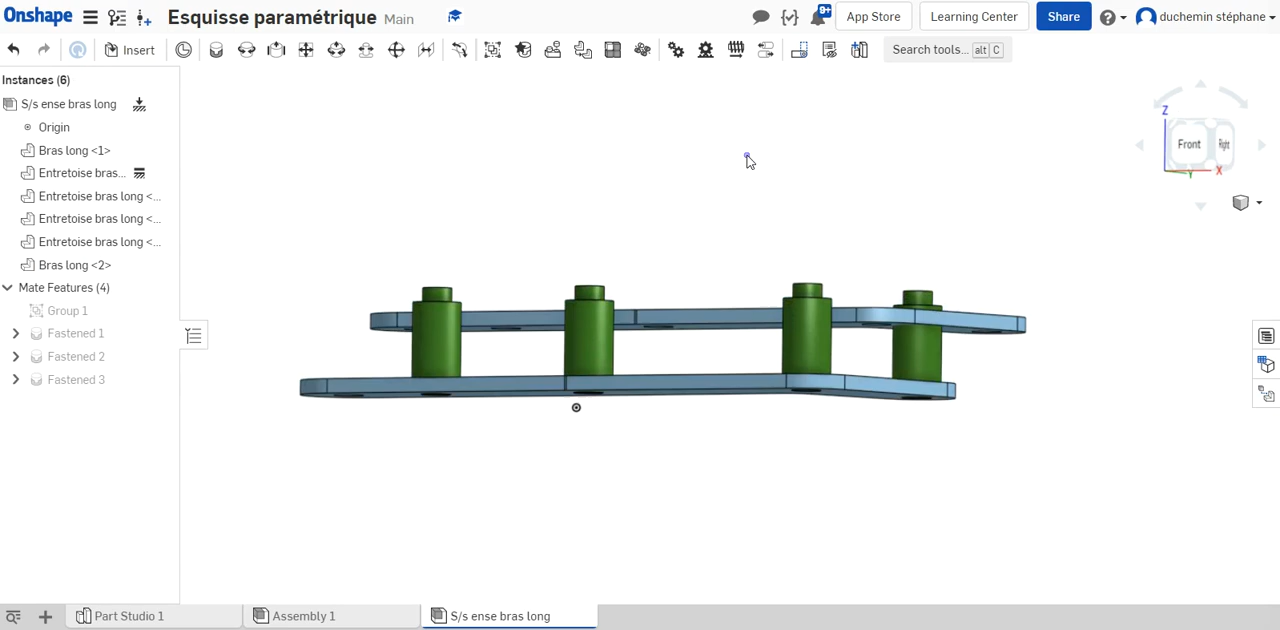 Onshape Esquisse paramétrique Main 9+ App Store Learning Center Share duchemin stéphane
Insert Search tools... alt C
Instances (6)
S/s ense bras long
Origin
Bras long <1>
Entretoise bras...
Entretoise bras long <...
Entretoise bras long <...
Entretoise bras long <...
Bras long <2>
Mate Features (4)
Group 1
Fastened 1
Fastened 2
Fastened 3
Z
Front Right
X
Y
Part Studio 1 Assembly 1 S/s ense bras long